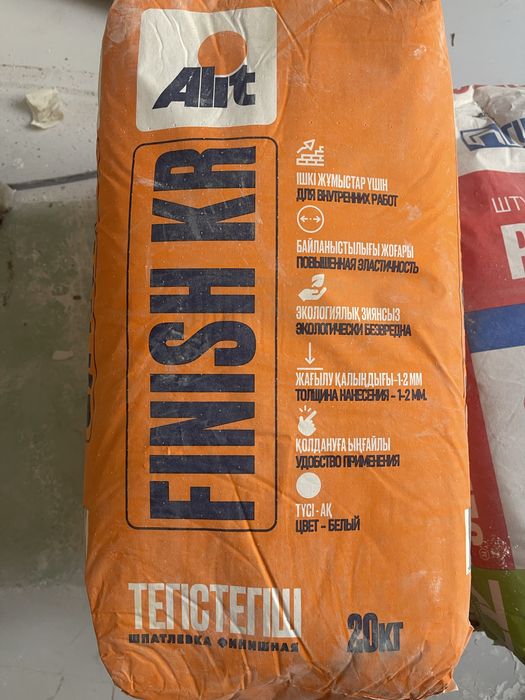 Alit
FINISH KR
ІШКІ ЖҰМЫСТАР ҮШІН
ДЛЯ ВНУТРЕННИХ РАБОТ
БАЙЛАНЫСТЫЛЫҒЫ ЖОҒАРЫ
ПОВЫШЕННАЯ ЭЛАСТИЧНОСТЬ
ЭКОЛОГИЯЛЫҚ ЗИЯНСЫЗ
ЭКОЛОГИЧЕСКИ БЕЗВРЕДНА
ЖАҒЫЛУ ҚАЛЫҢДЫҒЫ-1-2 ММ
ТОЛЩИНА НАНЕСЕНИЯ – 1-2 ММ.
ҚОЛДАНУҒА ЫҢҒАЙЛЫ
УДОБСТВО ПРИМЕНЕНИЯ
ТҮСІ - АҚ
ЦВЕТ – БЕЛЫЙ
ТЕГІСТЕГІШ
ШПАТЛЕВКА ФИНИШНАЯ
20КГ